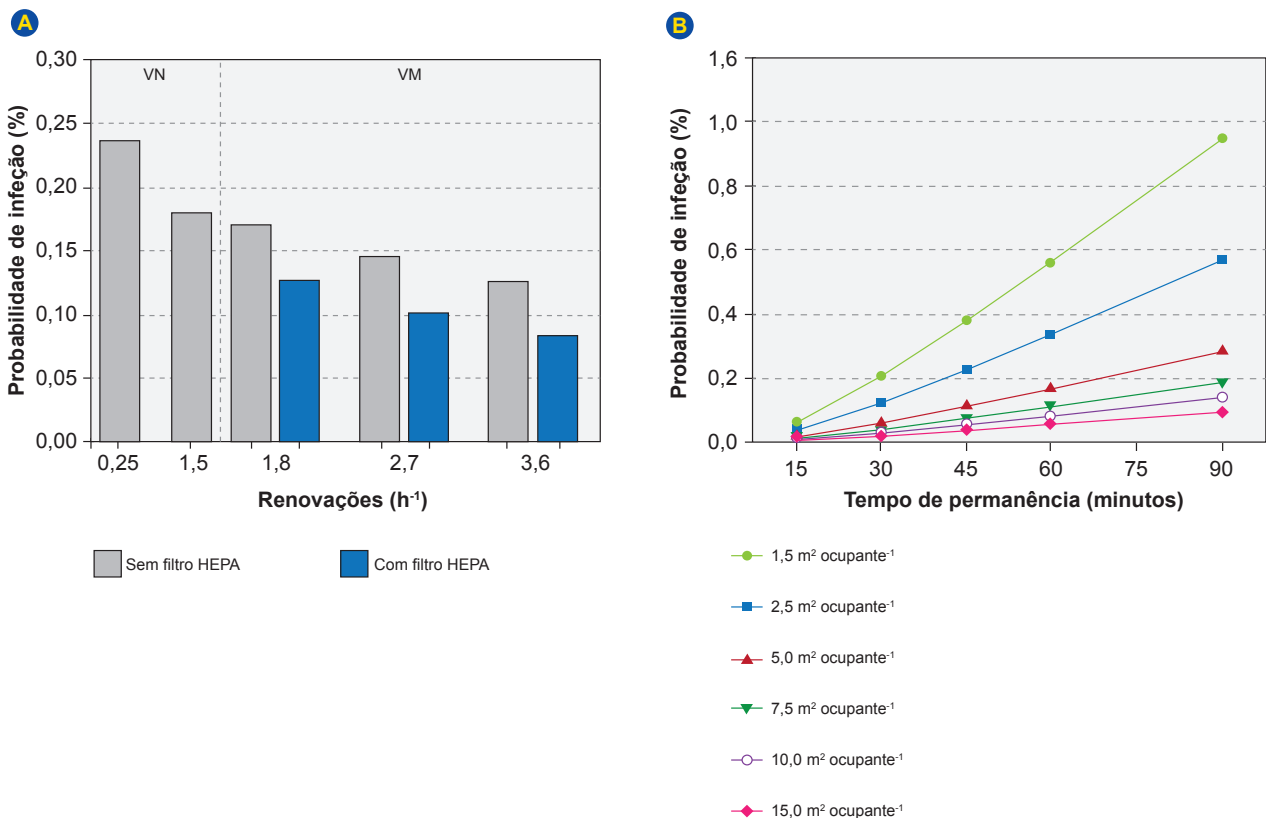 A
0,30
0,25
0,20
0,15
0,10
0,05
0,00
Probabilidade de infeção (%)
VN
VM
0,25
1,5
1,8
2,7
3,6
Renovações (h-1)
Sem filtro HEPA
Com filtro HEPA
B
1,6
1,0
0,8
0,6
0,4
0,2
0,0
Probabilidade de infeção (%)
15
30
45
60
75
90
Tempo de permanência (minutos)
1,5 m² ocupante-1
2,5 m² ocupante-1
5,0 m² ocupante-1
7,5 m² ocupante-1
10,0 m² ocupante-1
15,0 m² ocupante-1